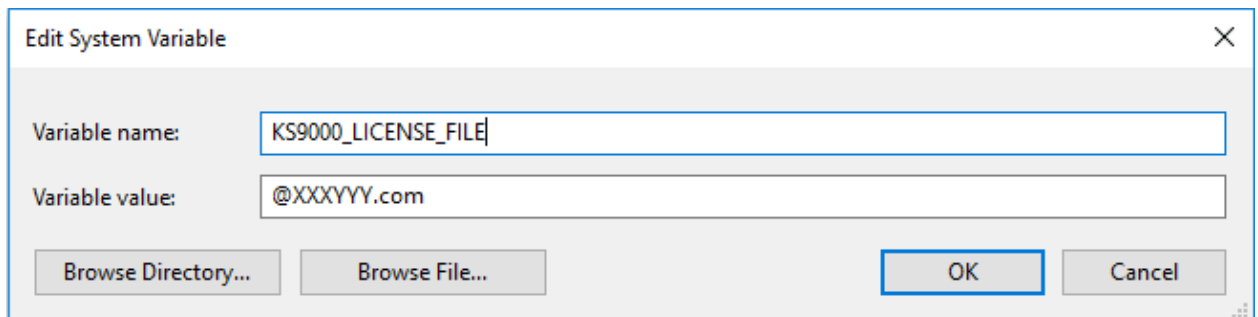 Edit System Variable
Variable name: KS9000_LICENSE_FILE
Variable value: @XXXYYY.com
Browse Directory... Browse File... OK Cancel